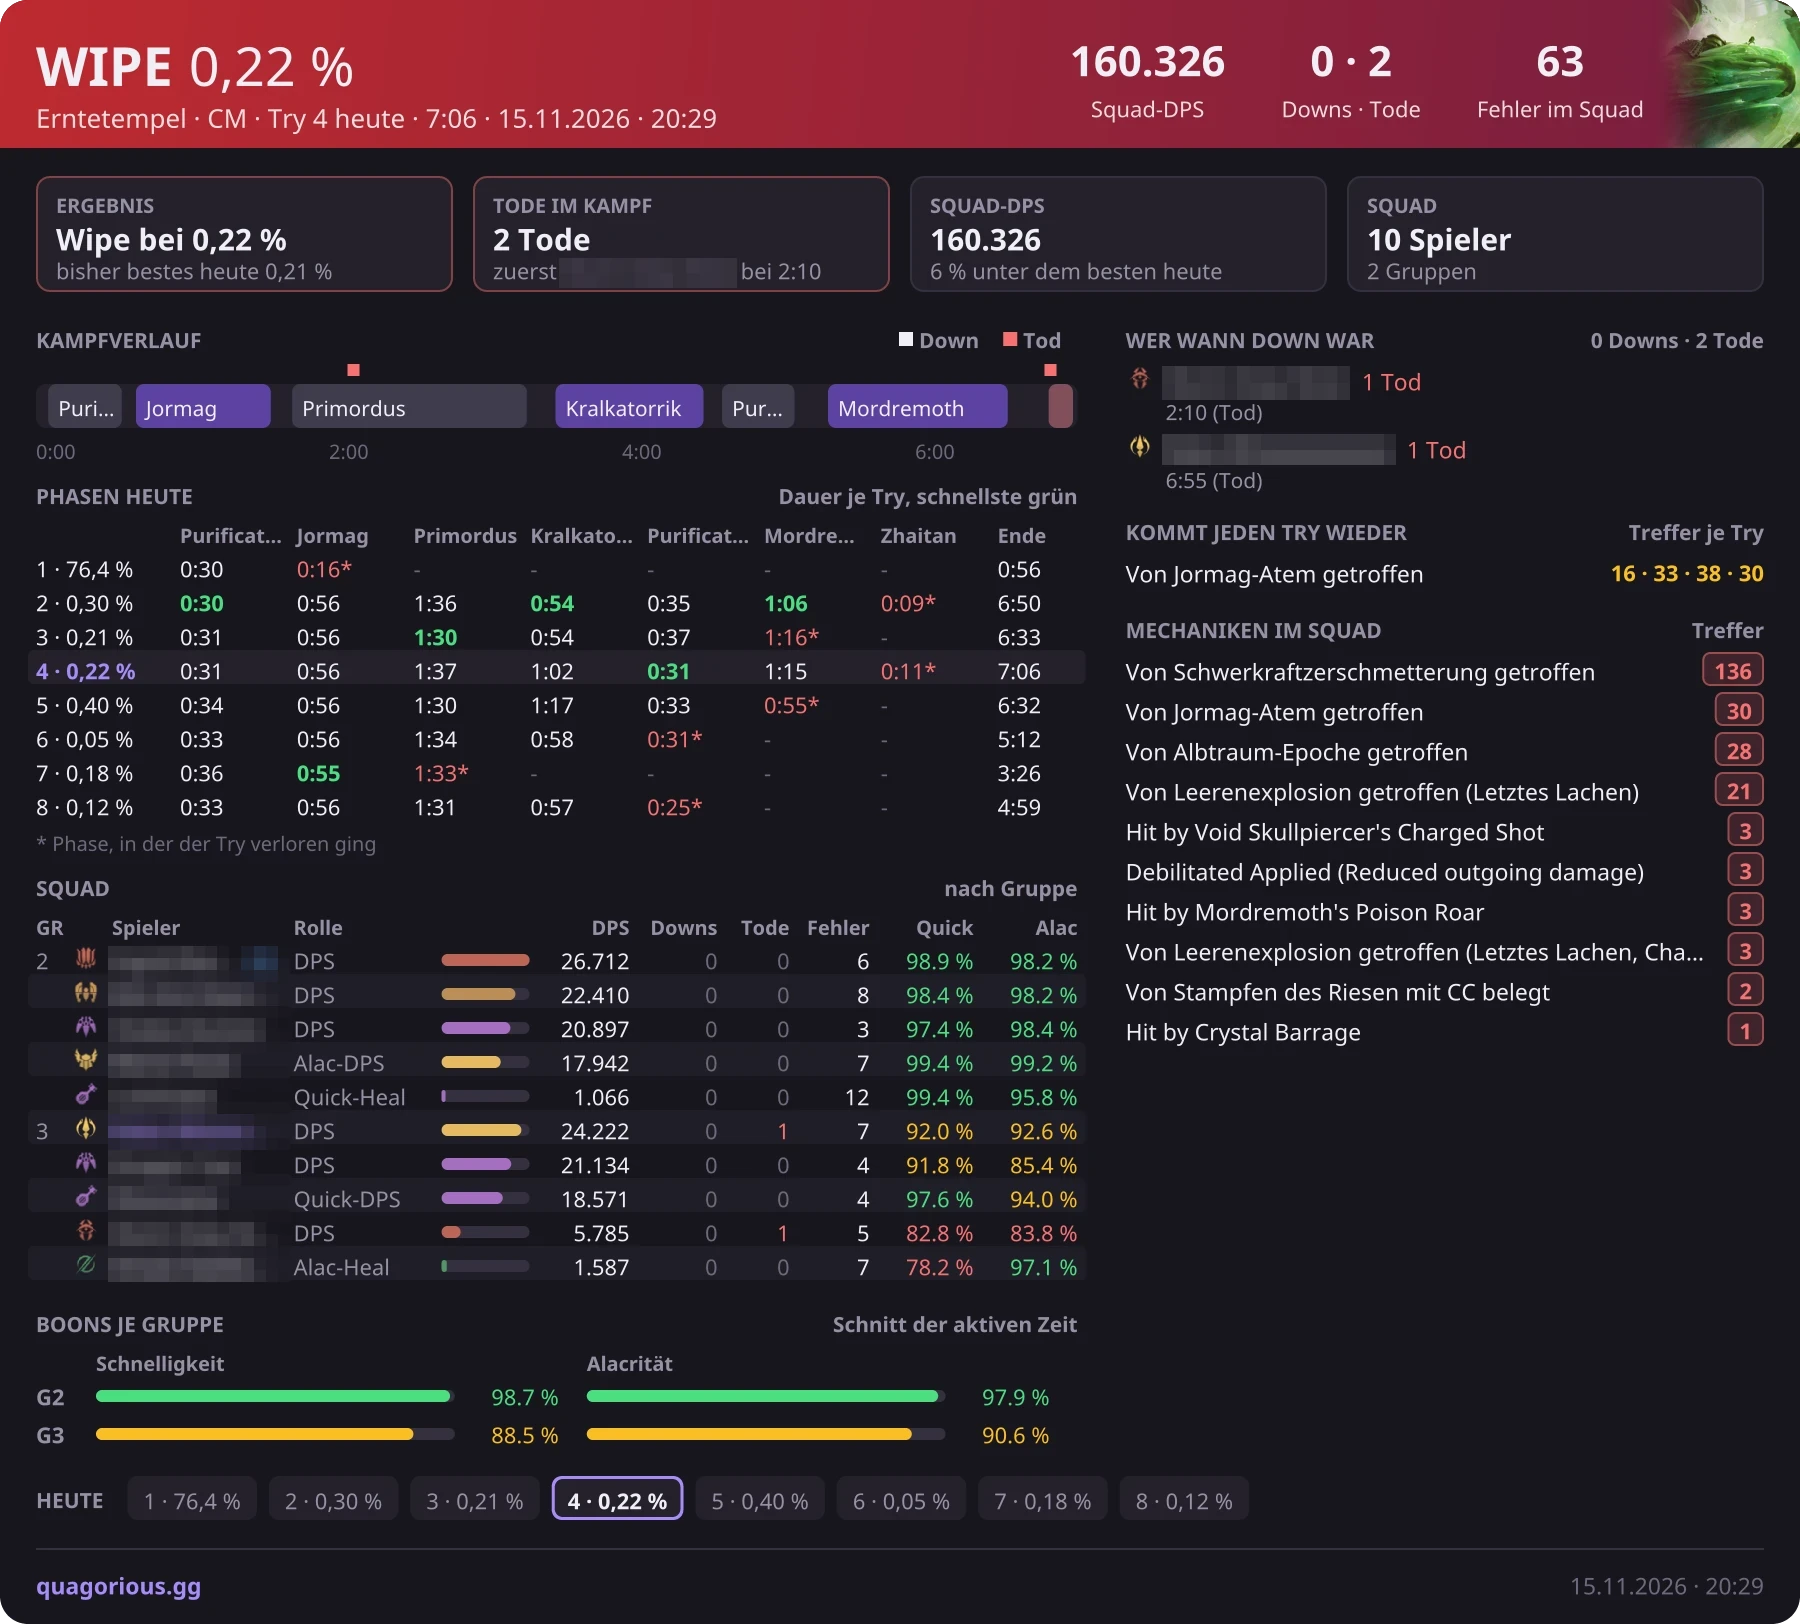 WIPE 0,22 %
Erntetempel · CM · Try 4 heute · 7:06 · 15.11.2026 · 20:29
160.326
Squad-DPS
0 · 2
Downs · Tode
63
Fehler im Squad
ERGEBNIS
Wipe bei 0,22 %
bisher bestes heute 0,21 %
TODE IM KAMPF
2 Tode
zuerst bei 2:10
SQUAD-DPS
160.326
6 % unter dem besten heute
SQUAD
10 Spieler
2 Gruppen
KAMPFVERLAUF Down Tod
Puri... Jormag Primordus Kralkatorrik Pur... Mordremoth
0:00 2:00 4:00 6:00
PHASEN HEUTE Dauer je Try, schnellste grün
Purificat... Jormag Primordus Kralkato... Purificat... Mordre... Zhaitan Ende
1 · 76,4 % 0:30 0:16* - - - - - 0:56
2 · 0,30 % 0:30 0:56 1:36 0:54 0:35 1:06 0:09* 6:50
3 · 0,21 % 0:31 0:56 1:30 0:54 0:37 1:16* - 6:33
4 · 0,22 % 0:31 0:56 1:37 1:02 0:31 1:15 0:11* 7:06
5 · 0,40 % 0:34 0:56 1:30 1:17 0:33 0:55* - 6:32
6 · 0,05 % 0:33 0:56 1:34 0:58 0:31* - - 5:12
7 · 0,18 % 0:36 0:55 1:33* - - - - 3:26
8 · 0,12 % 0:33 0:56 1:31 0:57 0:25* - - 4:59
* Phase, in der der Try verloren ging
SQUAD nach Gruppe
GR Spieler Rolle DPS Downs Tode Fehler Quick Alac
2 DPS 26.712 0 0 6 98.9 % 98.2 %
DPS 22.410 0 0 8 98.4 % 98.2 %
DPS 20.897 0 0 3 97.4 % 98.4 %
Alac-DPS 17.942 0 0 7 99.4 % 99.2 %
Quick-Heal 1.066 0 0 12 99.4 % 95.8 %
3 DPS 24.222 0 1 7 92.0 % 92.6 %
DPS 21.134 0 0 4 91.8 % 85.4 %
Quick-DPS 18.571 0 0 4 97.6 % 94.0 %
DPS 5.785 0 1 5 82.8 % 83.8 %
Alac-Heal 1.587 0 0 7 78.2 % 97.1 %
BOONS JE GRUPPE Schnitt der aktiven Zeit
Schnelligkeit Alacrität
G2 98.7 % 97.9 %
G3 88.5 % 90.6 %
WER WANN DOWN WAR 0 Downs · 2 Tode
1 Tod
2:10 (Tod)
1 Tod
6:55 (Tod)
KOMMT JEDEN TRY WIEDER Treffer je Try
Von Jormag-Atem getroffen 16 · 33 · 38 · 30
MECHANIKEN IM SQUAD Treffer
Von Schwerkraftzerschmetterung getroffen 136
Von Jormag-Atem getroffen 30
Von Albtraum-Epoche getroffen 28
Von Leerenexplosion getroffen (Letztes Lachen) 21
Hit by Void Skullpiercer's Charged Shot 3
Debilitated Applied (Reduced outgoing damage) 3
Hit by Mordremoth's Poison Roar 3
Von Leerenexplosion getroffen (Letztes Lachen, Cha... 3
Von Stampfen des Riesen mit CC belegt 2
Hit by Crystal Barrage 1
HEUTE 1 · 76,4 % 2 · 0,30 % 3 · 0,21 % 4 · 0,22 % 5 · 0,40 % 6 · 0,05 % 7 · 0,18 % 8 · 0,12 %
quagorious.gg 15.11.2026 · 20:29